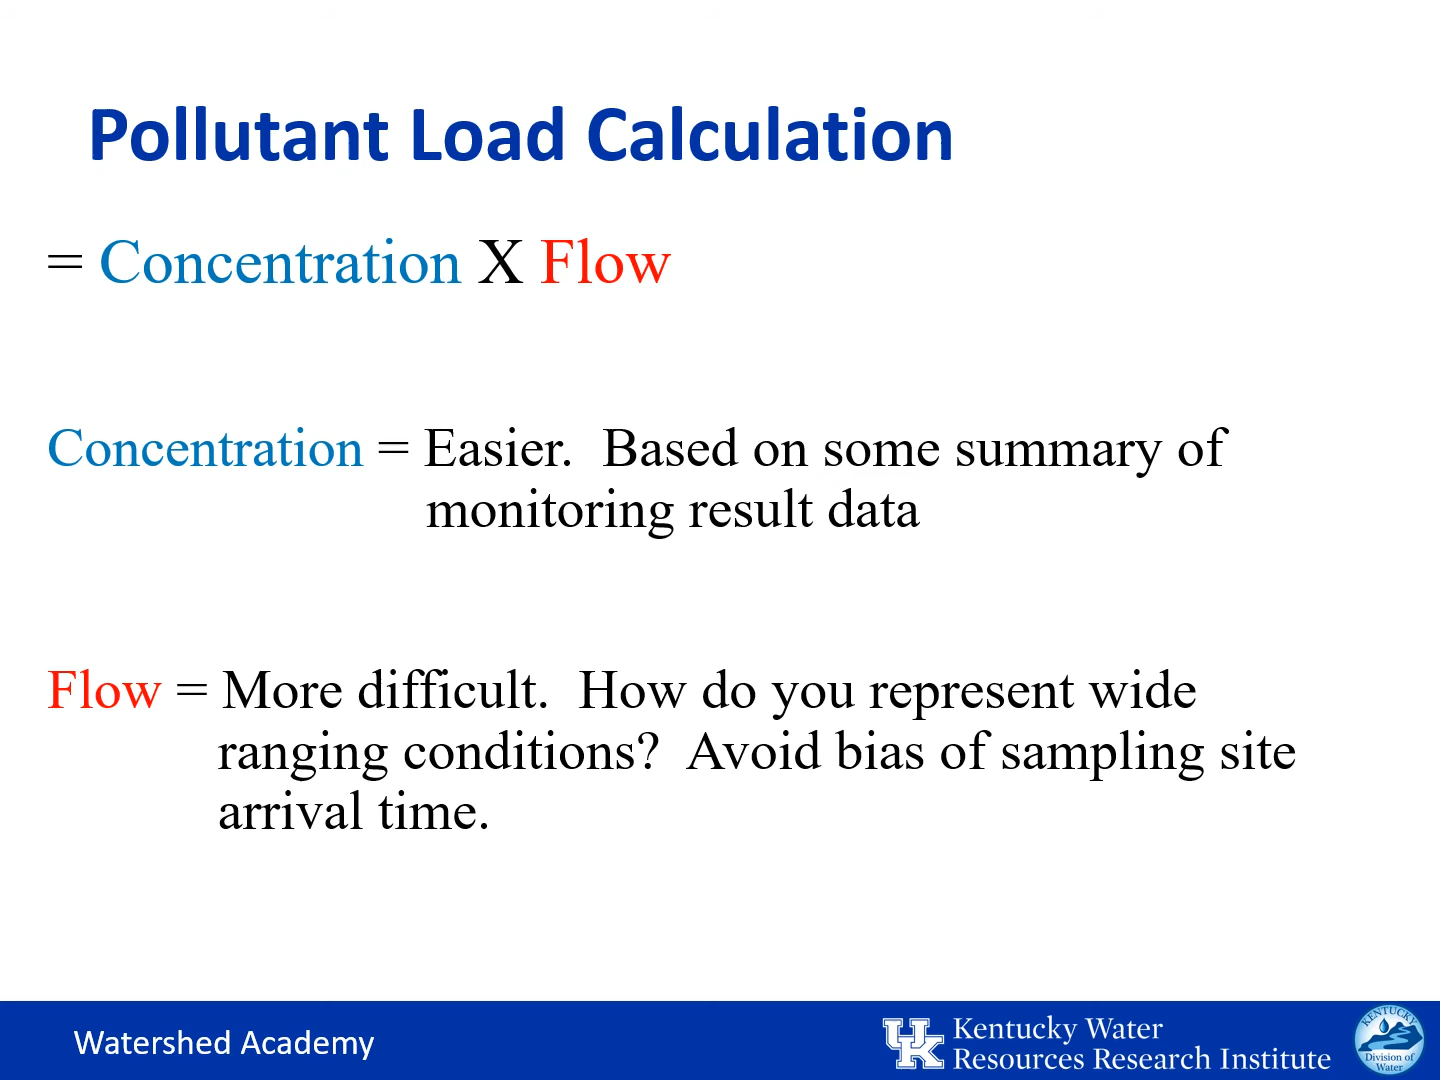 Pollutant Load Calculation
= Concentration X Flow
Concentration = Easier.  Based on some summary of
monitoring result data
Flow = More difficult.  How do you represent wide
ranging conditions?  Avoid bias of sampling site
arrival time.
Watershed Academy
UK
Kentucky Water
Resources Research Institute
KENTUCKY
Division of
Water